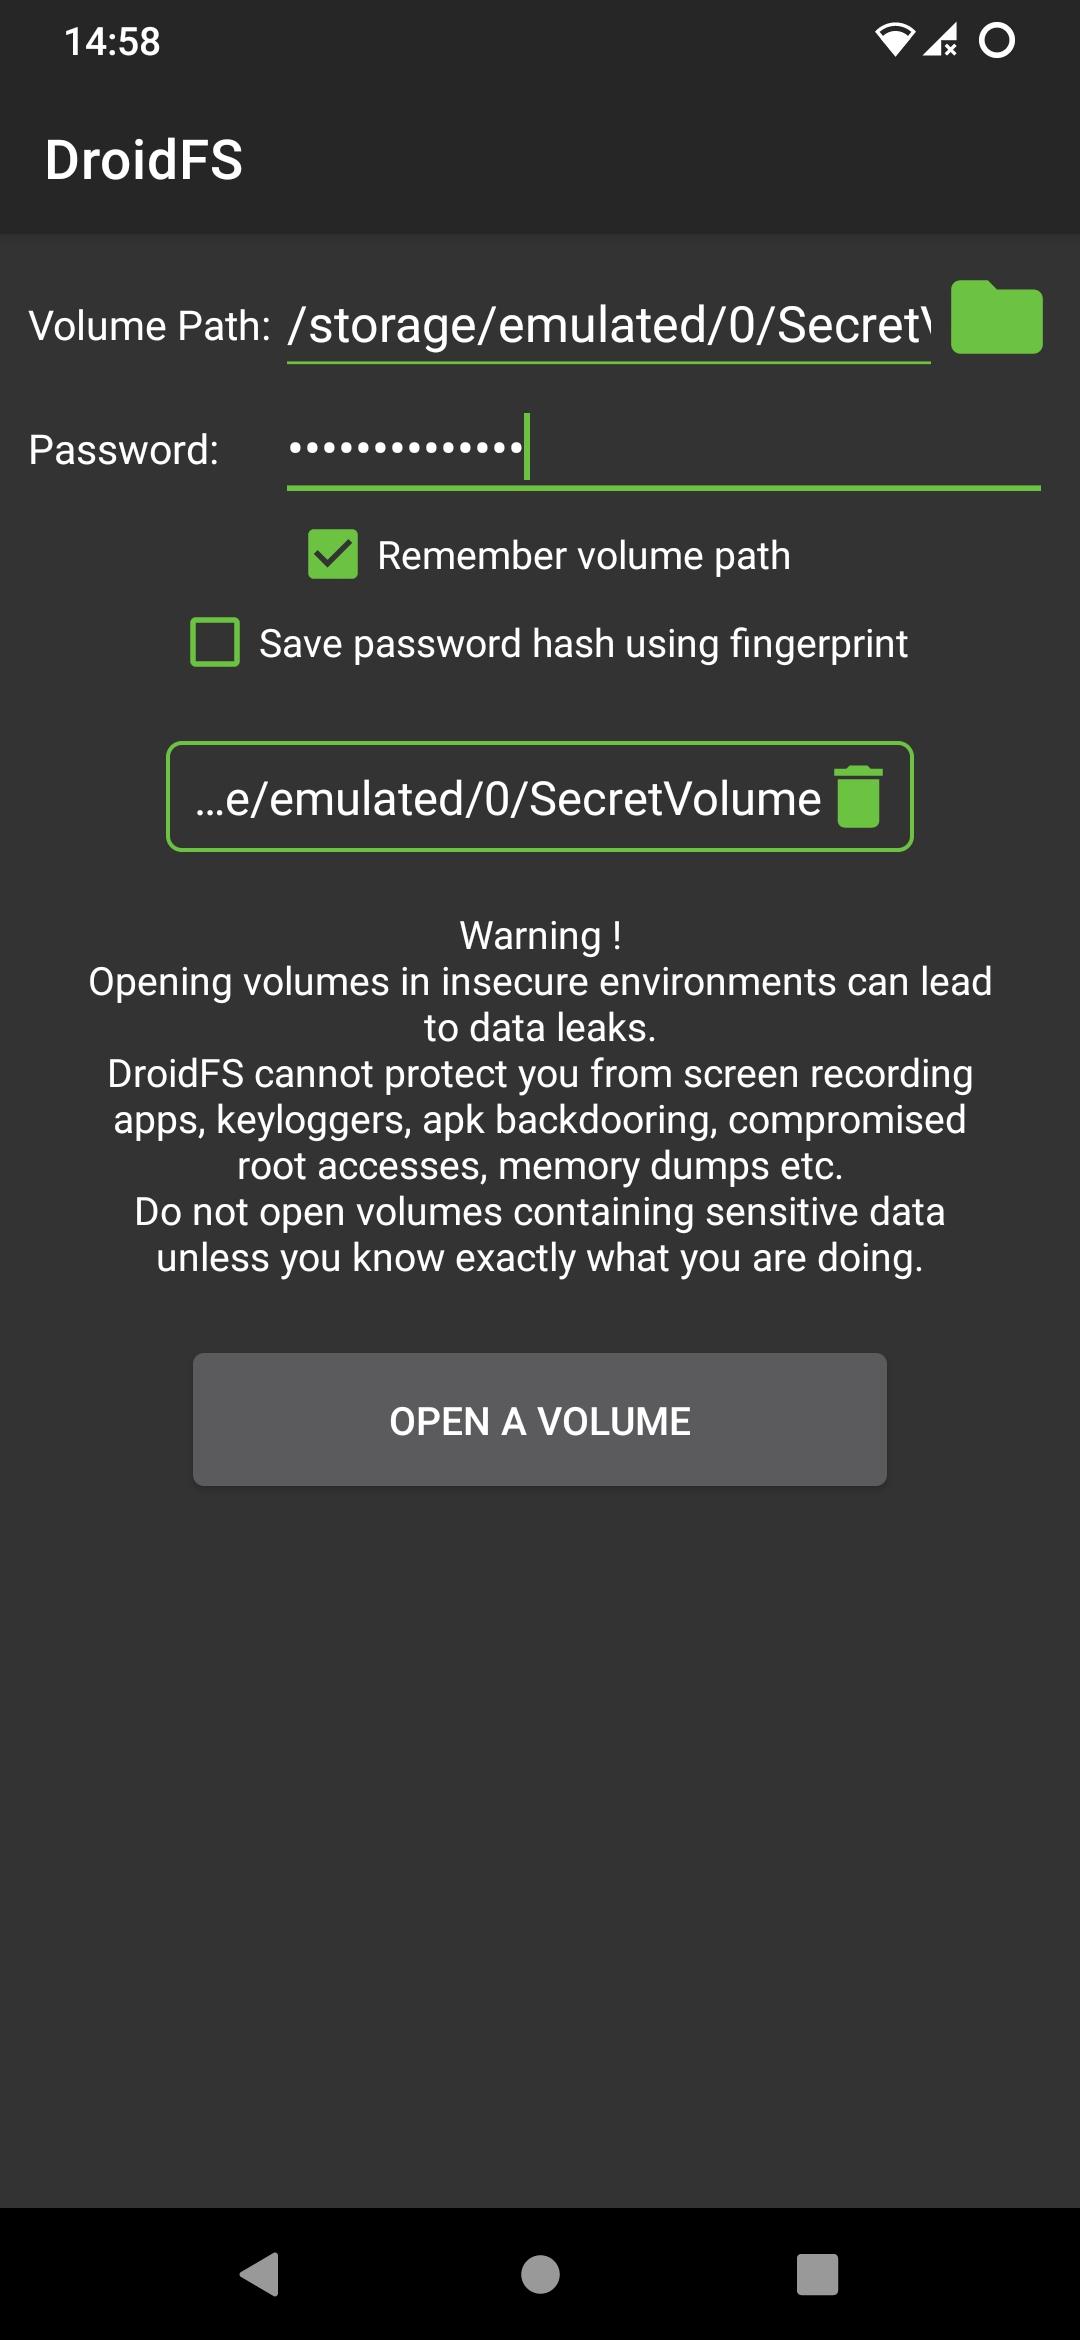 14:58
DroidFS
Volume Path: /storage/emulated/0/Secret
Password: ••••••••••••••
Remember volume path
Save password hash using fingerprint
…e/emulated/0/SecretVolume
Warning !
Opening volumes in insecure environments can lead
to data leaks.
DroidFS cannot protect you from screen recording
apps, keyloggers, apk backdooring, compromised
root accesses, memory dumps etc.
Do not open volumes containing sensitive data
unless you know exactly what you are doing.
OPEN A VOLUME